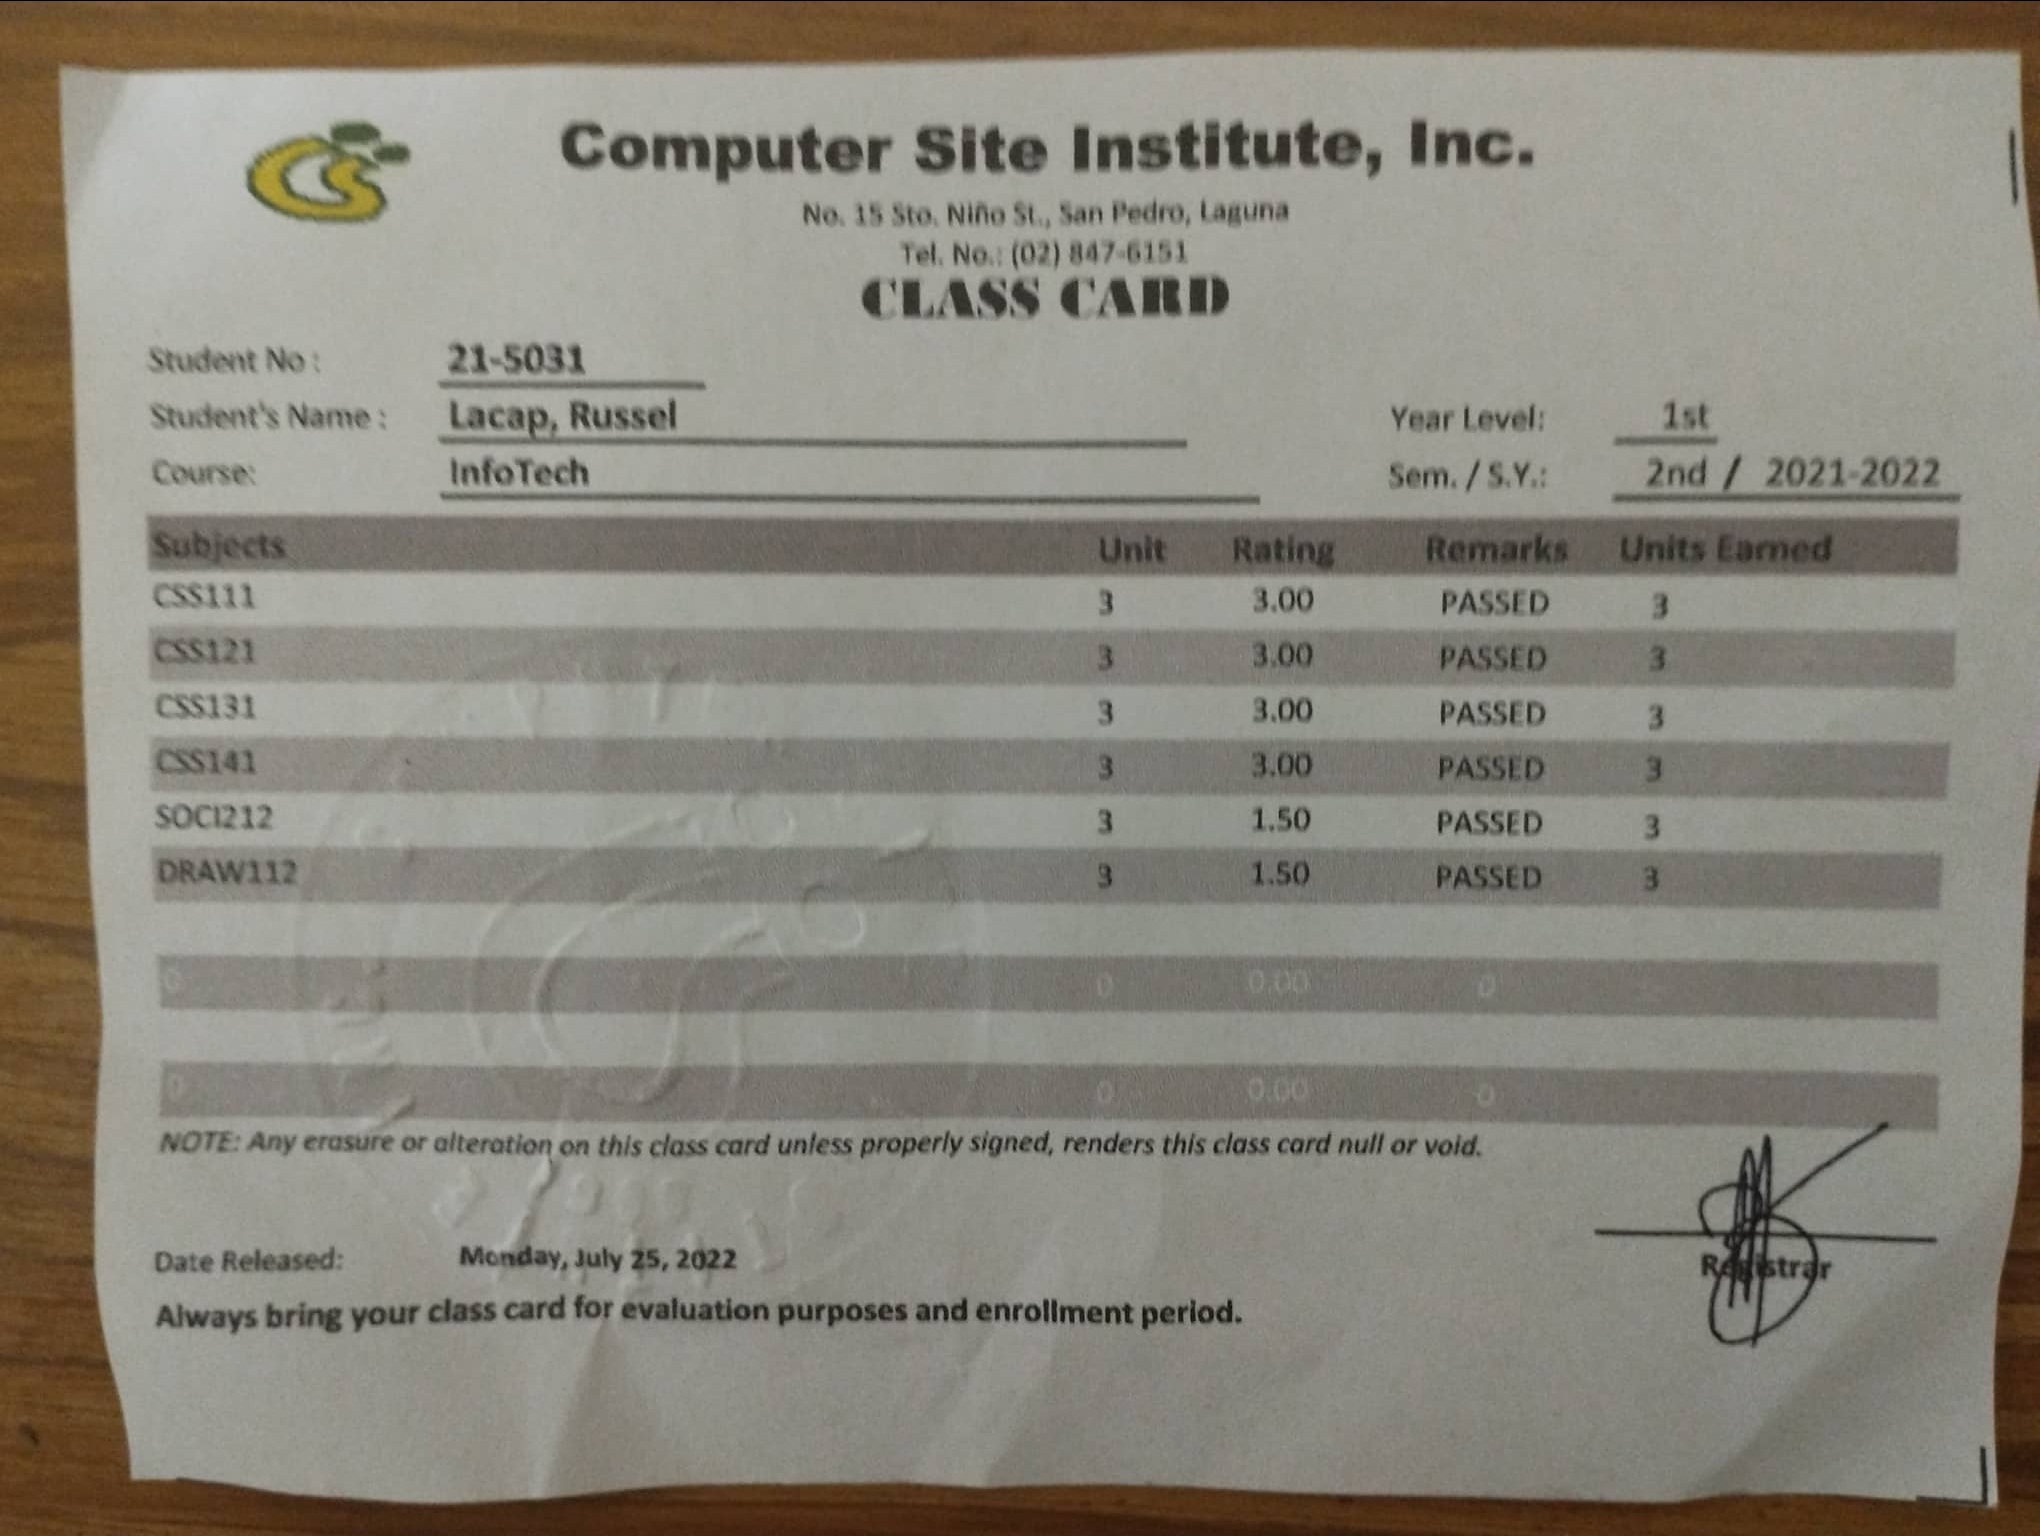 CS
Computer Site Institute, Inc.
No. 15 Sto. Niño St., San Pedro, Laguna
Tel. No.: (02) 847-6151
CLASS CARD
Student No : 21-5031
Student's Name : Lacap, Russel Year Level: 1st
Course: InfoTech Sem. / S.Y.: 2nd / 2021-2022
Subjects Unit Rating Remarks Units Earned
CSS111 3 3.00 PASSED 3
CSS121 3 3.00 PASSED 3
CSS131 3 3.00 PASSED 3
CSS141 3 3.00 PASSED 3
SOCI212 3 1.50 PASSED 3
DRAW112 3 1.50 PASSED 3
0 0 0.00 0
0 0 0.00 0
NOTE: Any erasure or alteration on this class card unless properly signed, renders this class card null or void.
Registrar
Date Released: Monday, July 25, 2022
Always bring your class card for evaluation purposes and enrollment period.